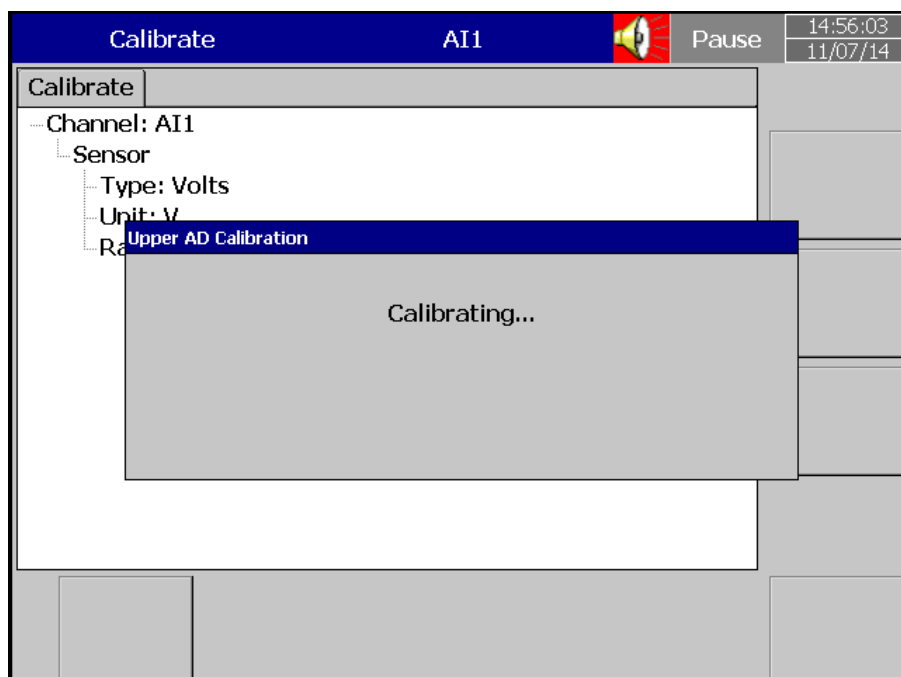 Calibrate AI1 Pause 14:56:03
11/07/14
Calibrate
Channel: AI1
Sensor
Type: Volts
Unit: V
Upper AD Calibration
Calibrating...